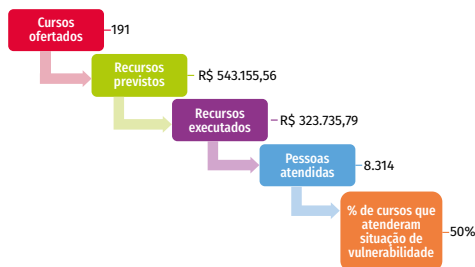 Cursos
ofertados
191
Recursos
previstos
R$ 543.155,56
Recursos
executados
R$ 323.735,79
Pessoas
atendidas
8.314
% de cursos que
atenderam
situação de
vulnerabilidade
50%